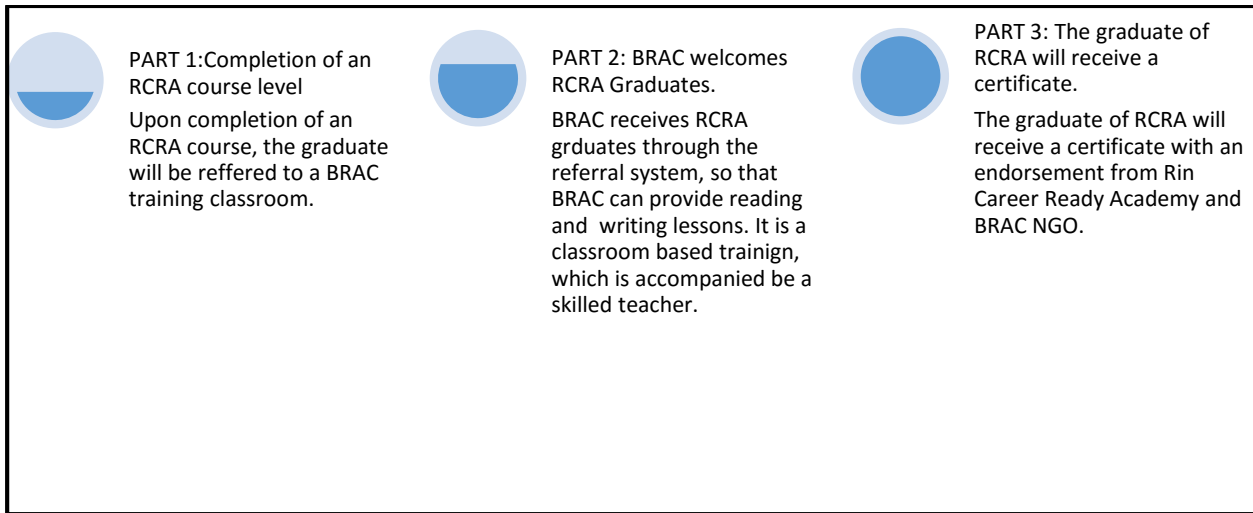 PART 1:Completion of an
RCRA course level
Upon completion of an
RCRA course, the graduate
will be reffered to a BRAC
training classroom.
PART 2: BRAC welcomes
RCRA Graduates.
BRAC receives RCRA
grduates through the
referral system, so that
BRAC can provide reading
and writing lessons. It is a
classroom based trainign,
which is accompanied be a
skilled teacher.
PART 3: The graduate of
RCRA will receive a
certificate.
The graduate of RCRA will
receive a certificate with an
endorsement from Rin
Career Ready Academy and
BRAC NGO.